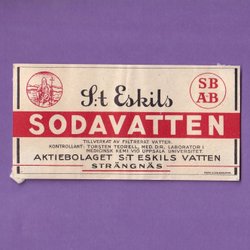 S:t Eskils
SB
AB
SODAVATTEN
TILLVERKAT AV FILTRERAT VATTEN.
KONTROLLANT: TORSTEN TEORELL, MED. DR., LABORATOR I
MEDICINSK KEMI VID UPPSALA UNIVERSITET.
AKTIEBOLAGET S:T ESKILS VATTEN
STRÄNGNÄS